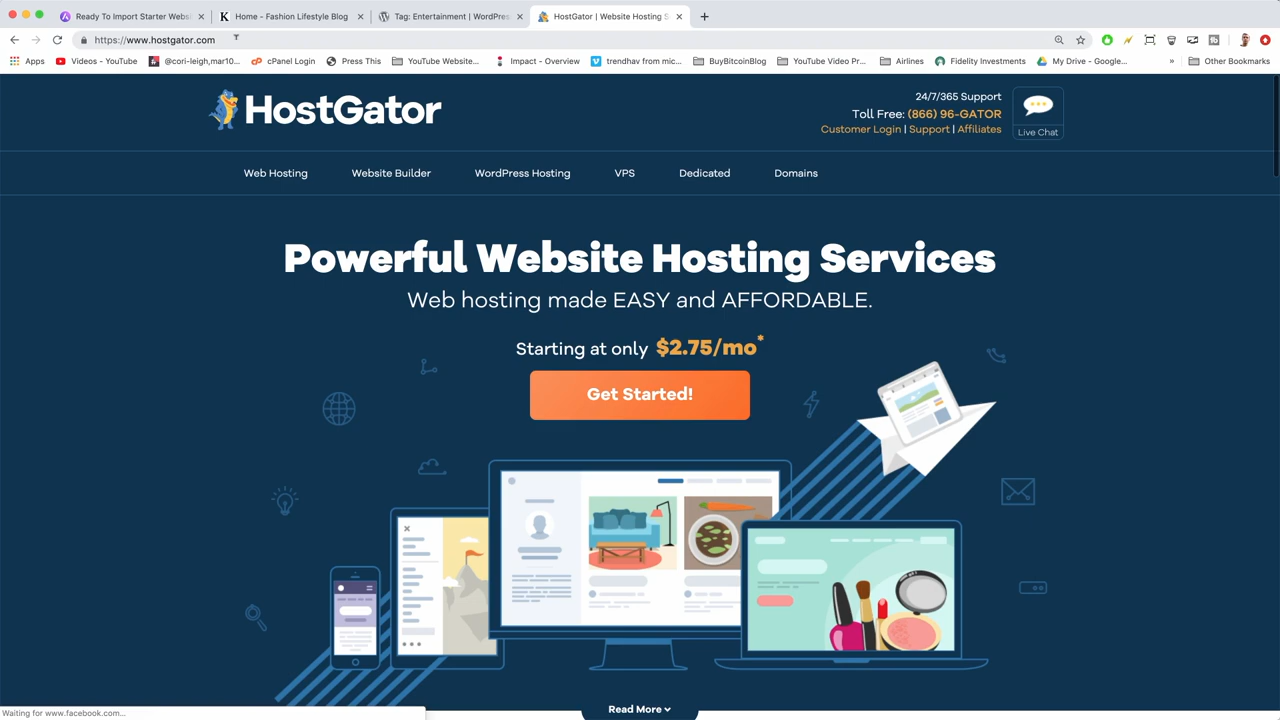 Ready To Import Starter Websi
Home - Fashion Lifestyle Blog
Tag: Entertainment | WordPres
HostGator | Website Hosting S
https://www.hostgator.com
Apps
Videos - YouTube
@cori-leigh,mar10...
cPanel Login
Press This
YouTube Website...
Impact - Overview
trendhav from mic...
BuyBitcoinBlog
YouTube Video Pr...
Airlines
Fidelity Investments
My Drive - Google...
»
Other Bookmarks
HostGator
24/7/365 Support
Toll Free: (866) 96-GATOR
Customer Login | Support | Affiliates
Live Chat
Web Hosting
Website Builder
WordPress Hosting
VPS
Dedicated
Domains
Powerful Website Hosting Services
Web hosting made EASY and AFFORDABLE.
Starting at only $2.75/mo*
Get Started!
Read More
Waiting for www.facebook.com...